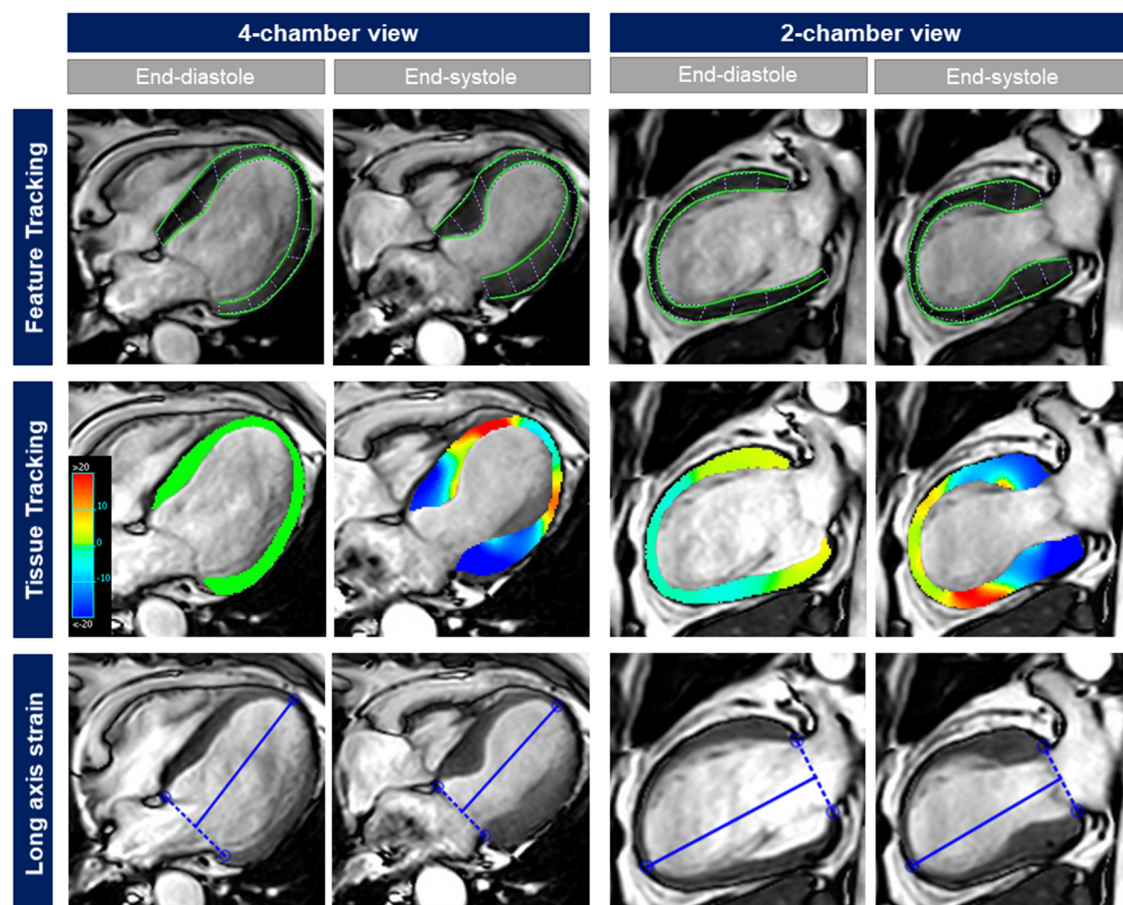 4-chamber view
2-chamber view
End-diastole
End-systole
End-diastole
End-systole
Feature Tracking
Tissue Tracking
>20
10
0
-10
<-20
Long axis strain